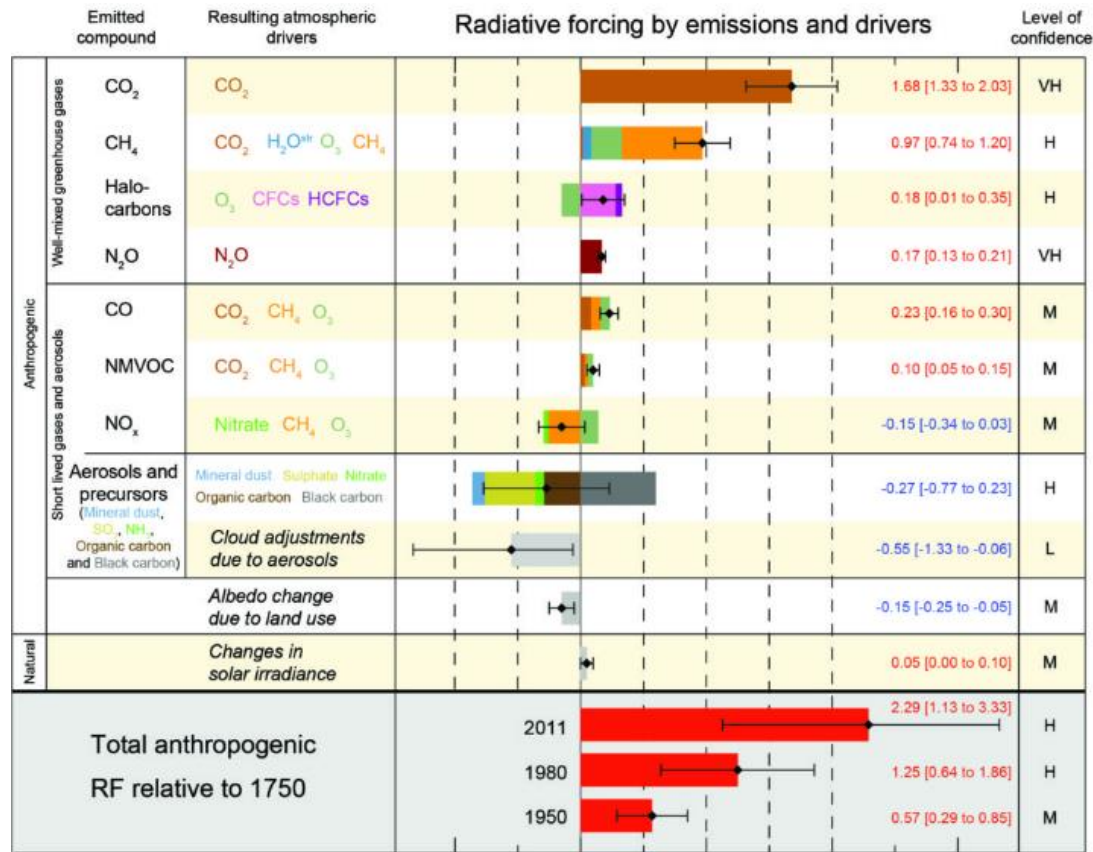 Emitted compound
Resulting atmospheric drivers
Radiative forcing by emissions and drivers
Level of confidence
Anthropogenic
Well-mixed greenhouse gases
CO₂
CO₂
1.68 [1.33 to 2.03]
VH
CH₄
CO₂ H₂Oˢᵗʳ O₃ CH₄
0.97 [0.74 to 1.20]
H
Halo-
carbons
O₃ CFCs HCFCs
0.18 [0.01 to 0.35]
H
N₂O
N₂O
0.17 [0.13 to 0.21]
VH
Short lived gases and aerosols
CO
CO₂ CH₄ O₃
0.23 [0.16 to 0.30]
M
NMVOC
CO₂ CH₄ O₃
0.10 [0.05 to 0.15]
M
NOₓ
Nitrate CH₄ O₃
-0.15 [-0.34 to 0.03]
M
Aerosols and
precursors
(Mineral dust,
SO₂, NH₃,
Organic carbon
and Black carbon)
Mineral dust Sulphate Nitrate
Organic carbon Black carbon
-0.27 [-0.77 to 0.23]
H
Cloud adjustments
due to aerosols
-0.55 [-1.33 to -0.06]
L
Albedo change
due to land use
-0.15 [-0.25 to -0.05]
M
Natural
Changes in
solar irradiance
0.05 [0.00 to 0.10]
M
Total anthropogenic
RF relative to 1750
2011
2.29 [1.13 to 3.33]
H
1980
1.25 [0.64 to 1.86]
H
1950
0.57 [0.29 to 0.85]
M